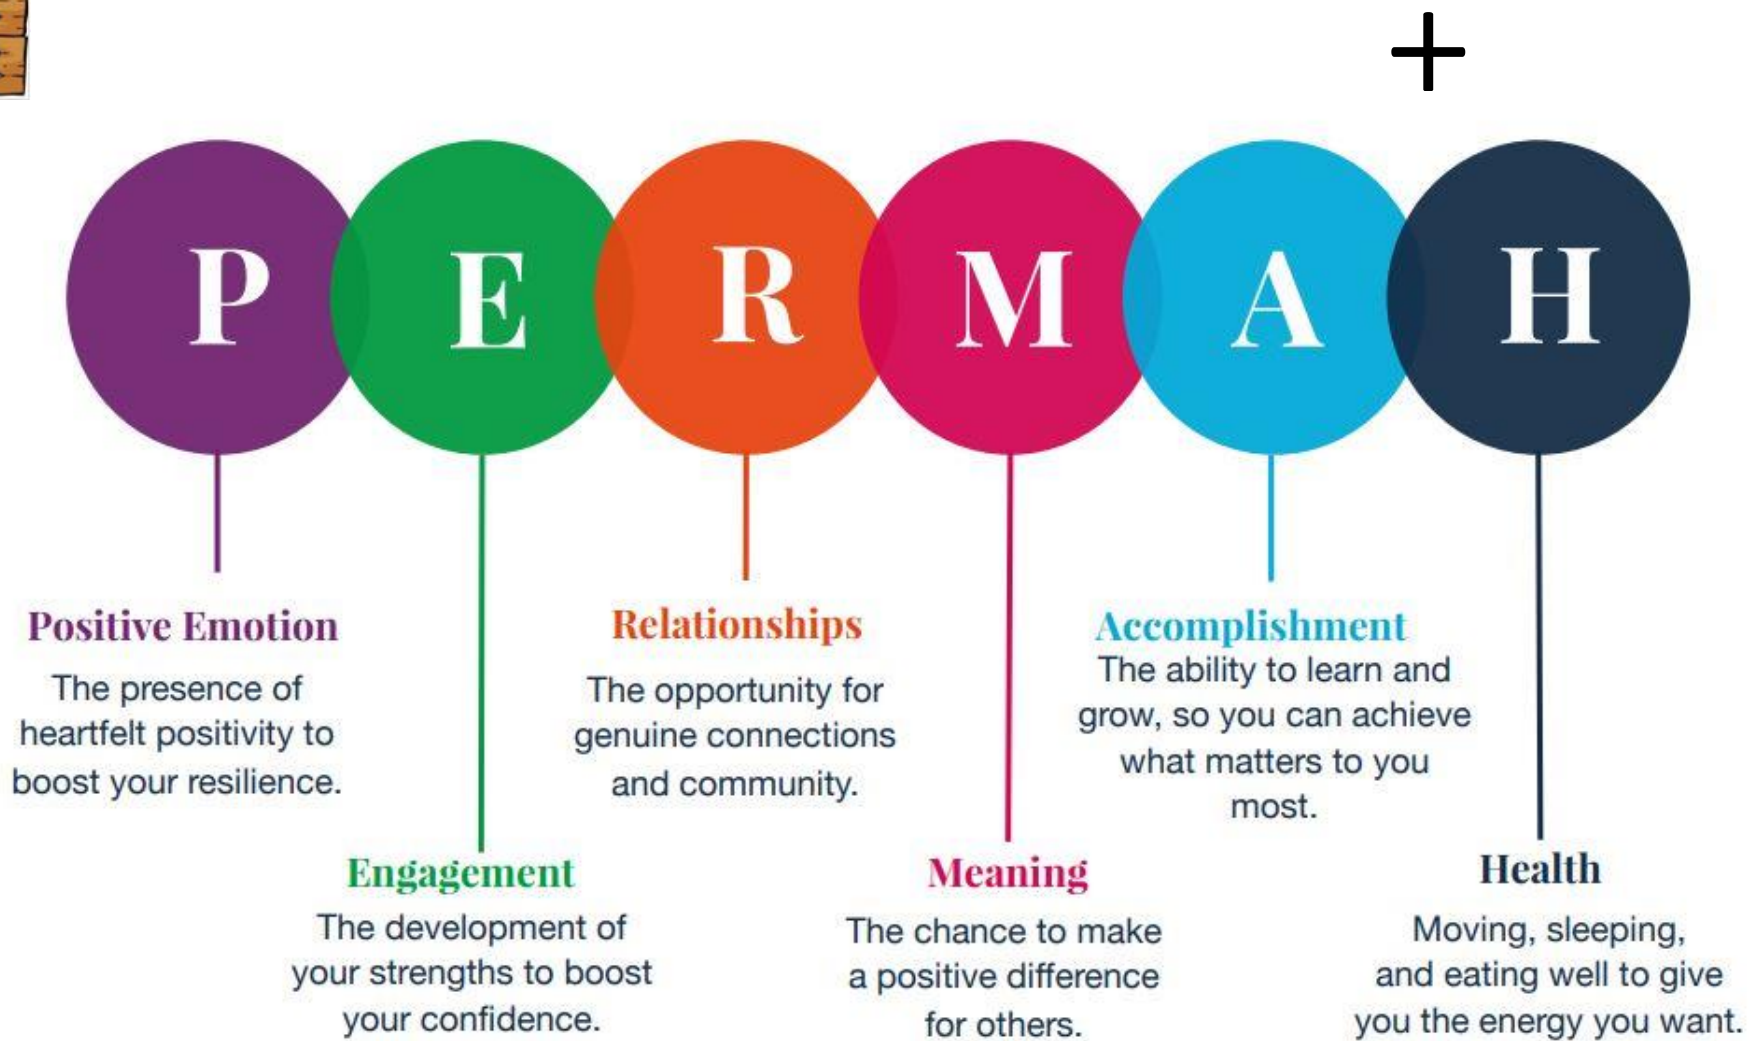 +
P E R M A H
Positive Emotion
The presence of
heartfelt positivity to
boost your resilience.
Engagement
The development of
your strengths to boost
your confidence.
Relationships
The opportunity for
genuine connections
and community.
Meaning
The chance to make
a positive difference
for others.
Accomplishment
The ability to learn and
grow, so you can achieve
what matters to you
most.
Health
Moving, sleeping,
and eating well to give
you the energy you want.